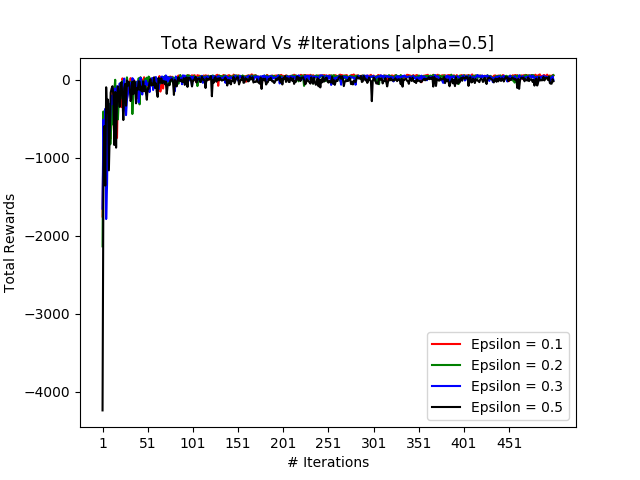 Tota Reward Vs #Iterations [alpha=0.5]
Total Rewards
0
−1000
−2000
−3000
−4000
Epsilon = 0.1
Epsilon = 0.2
Epsilon = 0.3
Epsilon = 0.5
1 51 101 151 201 251 301 351 401 451
# Iterations